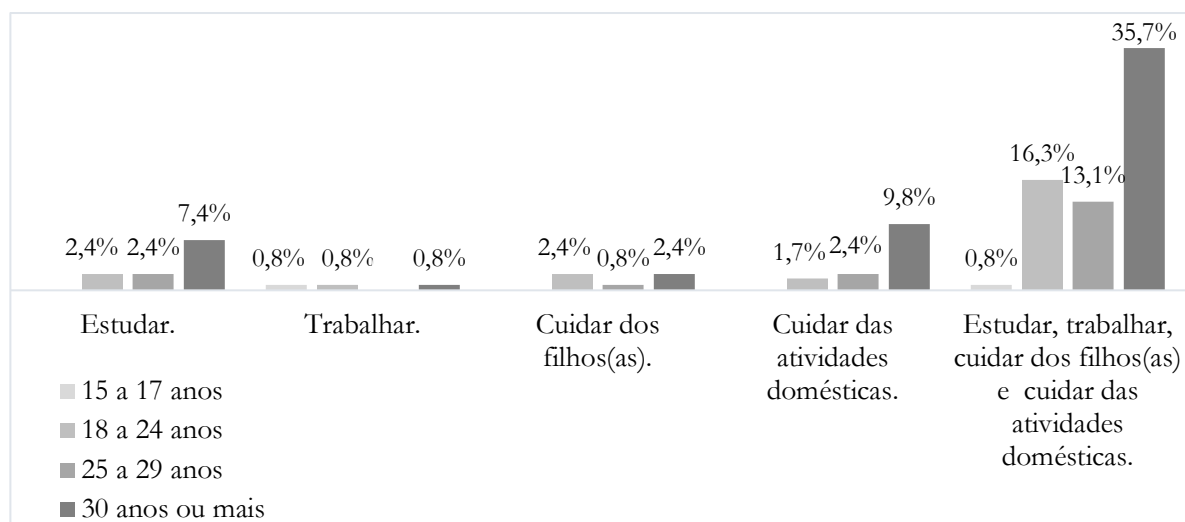 35,7%
16,3%
13,1%
9,8%
7,4%
2,4% 2,4%
0,8% 0,8% 0,8%
2,4% 0,8% 2,4%
1,7% 2,4%
0,8%
Estudar.
Trabalhar.
Cuidar dos
filhos(as).
Cuidar das
atividades
domésticas.
Estudar, trabalhar,
cuidar dos filhos(as)
e cuidar das
atividades
domésticas.
15 a 17 anos
18 a 24 anos
25 a 29 anos
30 anos ou mais